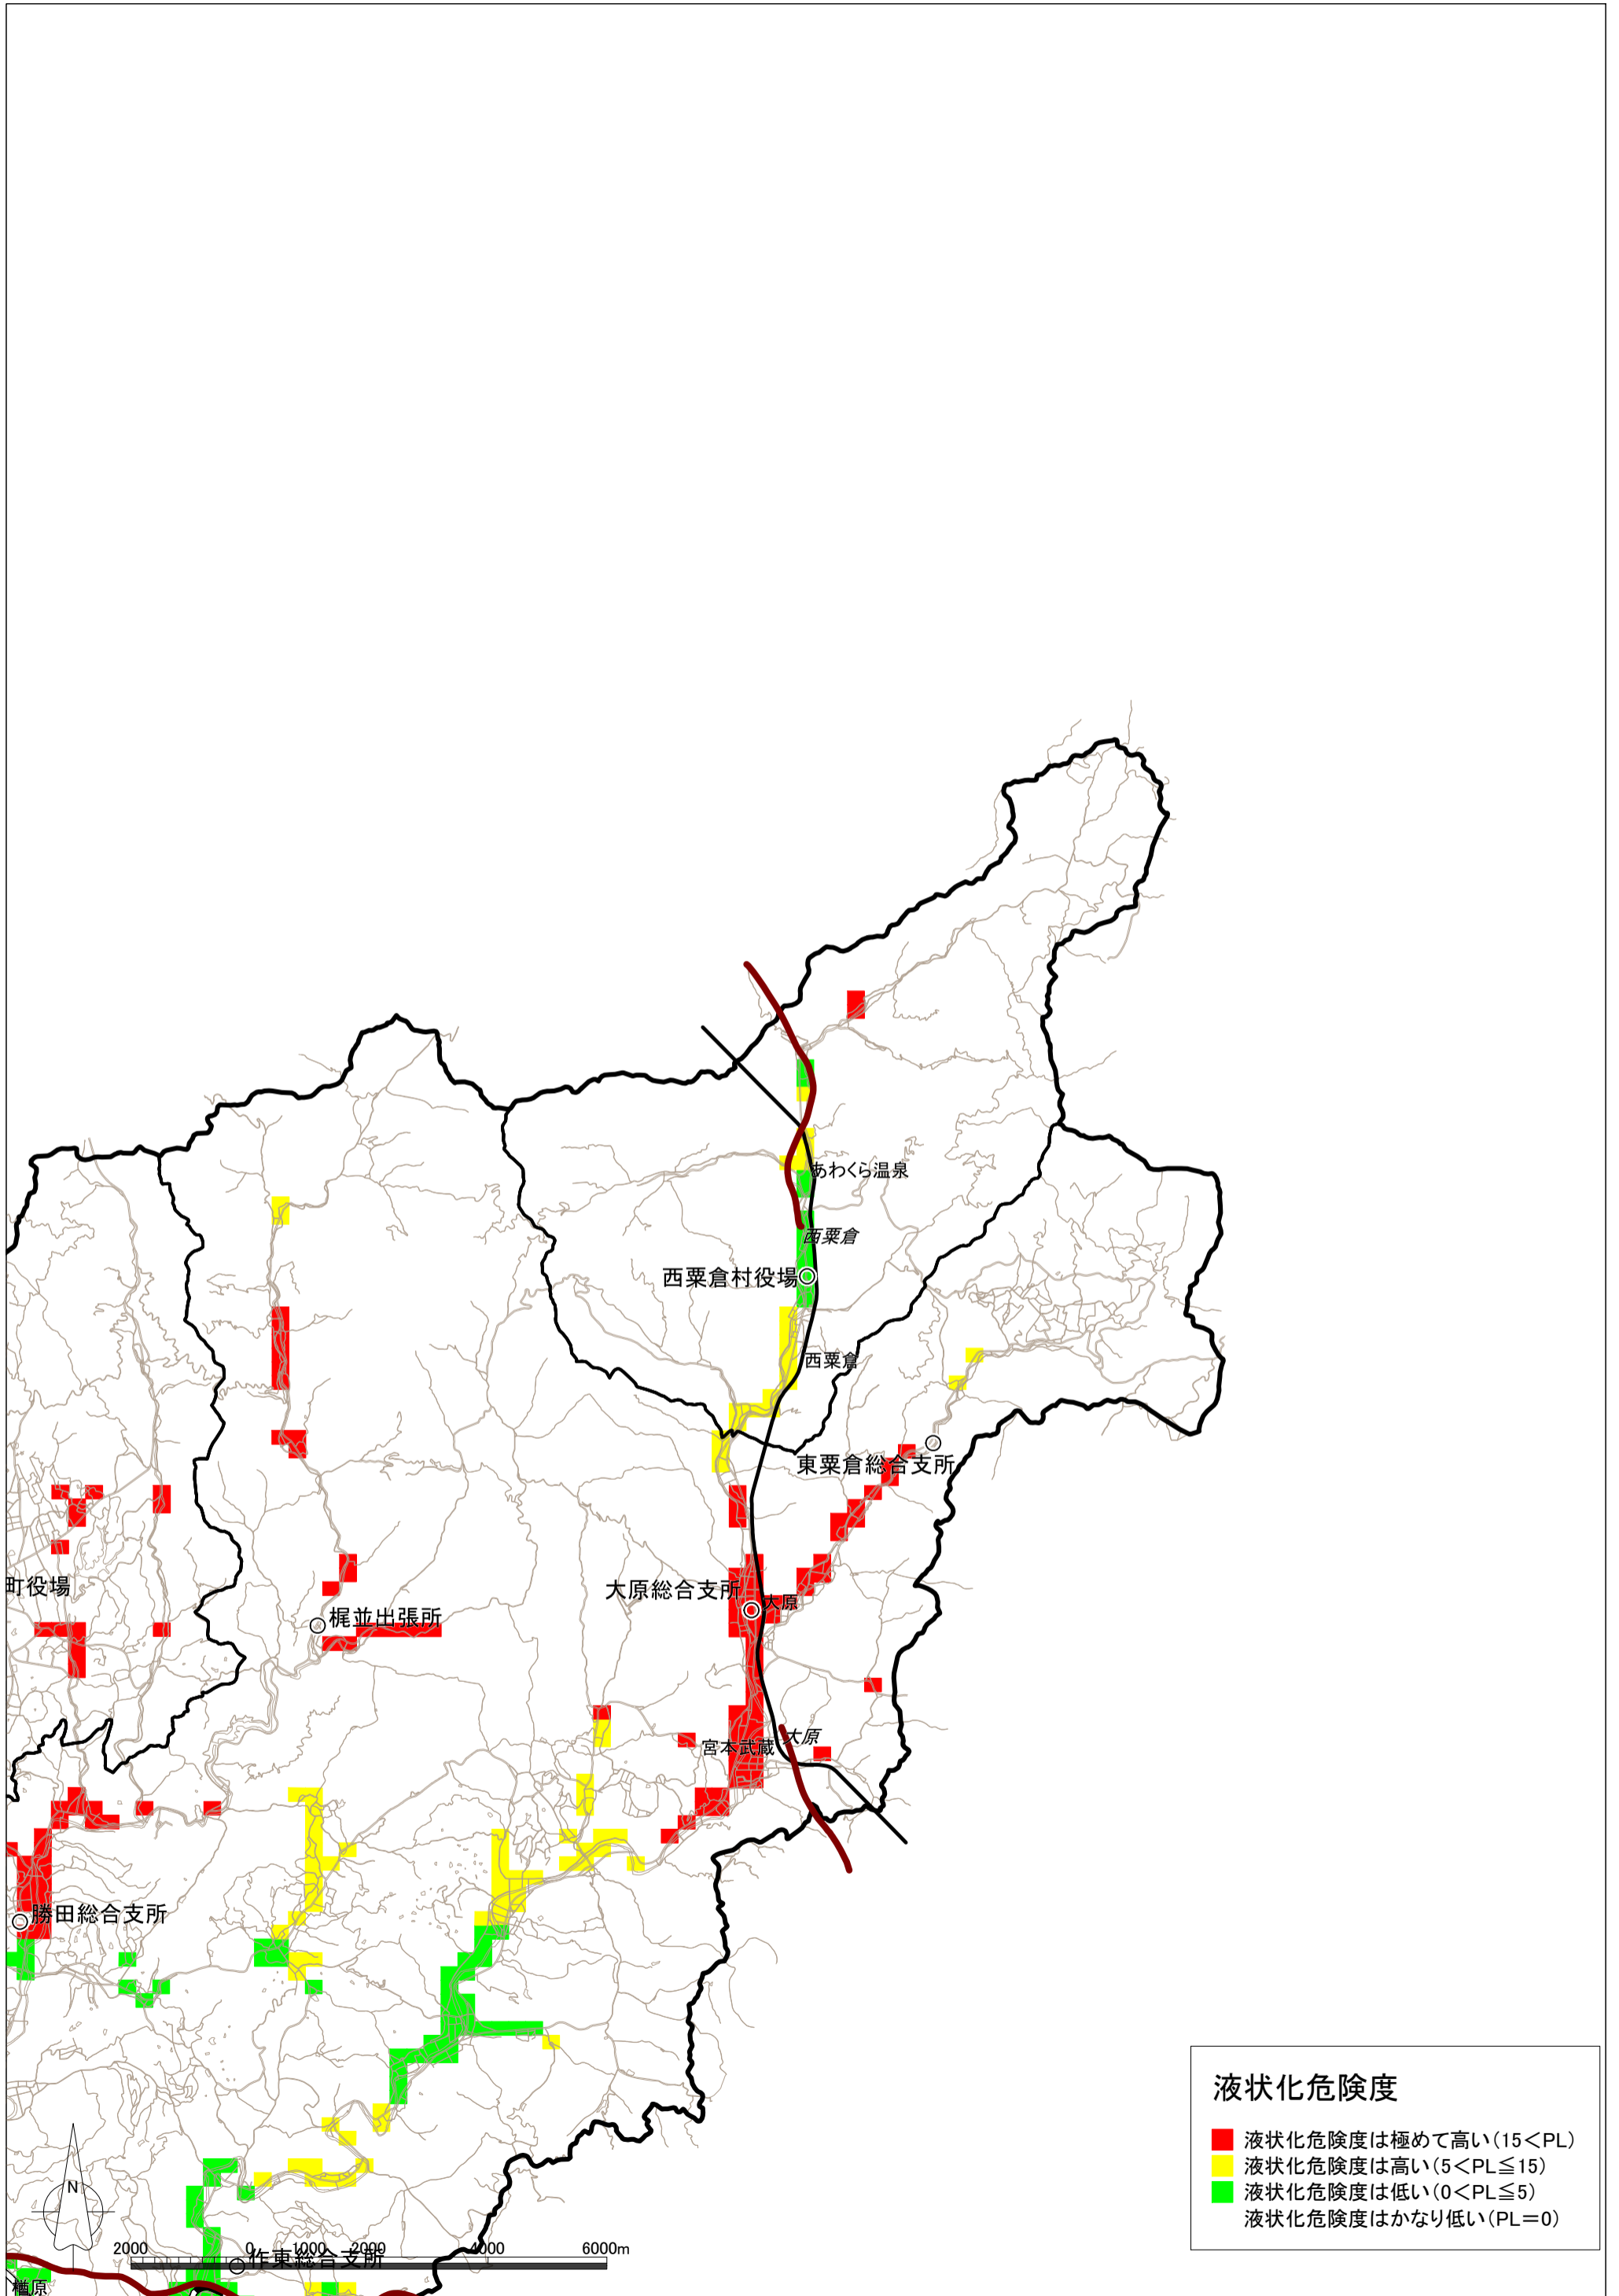 あわくら温泉
西粟倉
西粟倉村役場
西粟倉
東粟倉総合支所
町役場
大原総合支所
大原
梶並出張所
大原
宮本武蔵
勝田総合支所
液状化危険度
液状化危険度は極めて高い(15<PL)
液状化危険度は高い(5<PL≦15)
液状化危険度は低い(0<PL≦5)
液状化危険度はかなり低い(PL=0)
N
2000 0 1000 2000 4000 6000m
作東総合支所
楢原